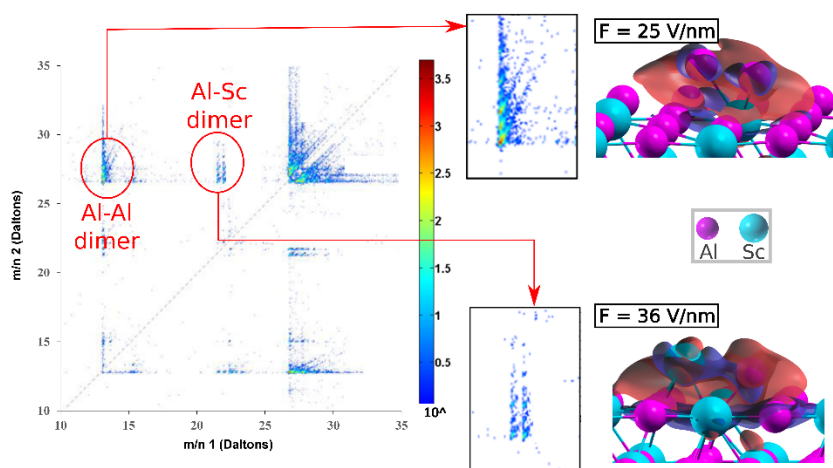 F = 25 V/nm
Al-Sc
dimer
Al-Al
dimer
35
30
25
20
15
10
m/n 2 (Daltons)
10
15
20
25
30
35
m/n 1 (Daltons)
3.5
3
2.5
2
1.5
1
0.5
10^
Al
Sc
F = 36 V/nm